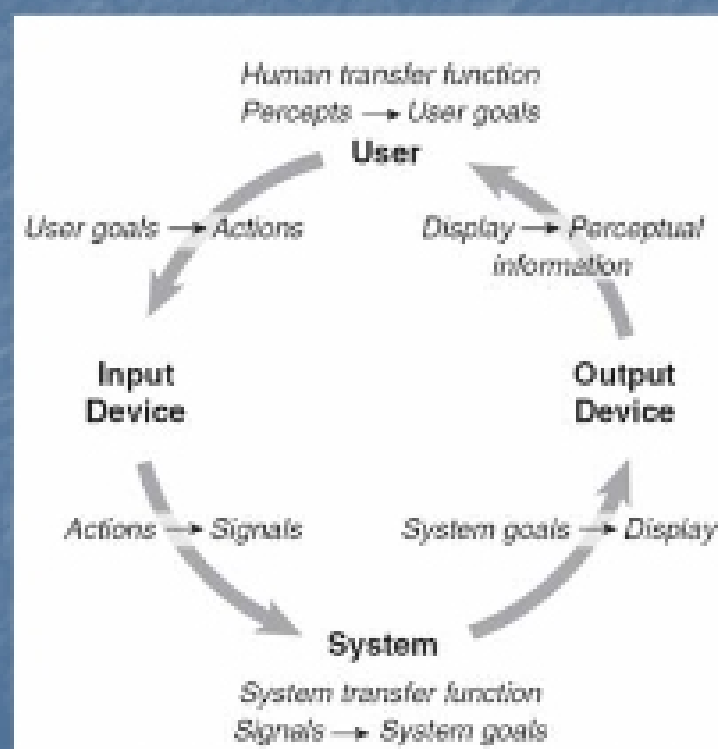 Human transfer function
Percepts → User goals
User
User goals → Actions
Display → Perceptual
information
Input
Device
Output
Device
Actions → Signals
System goals → Display
System
System transfer function
Signals → System goals